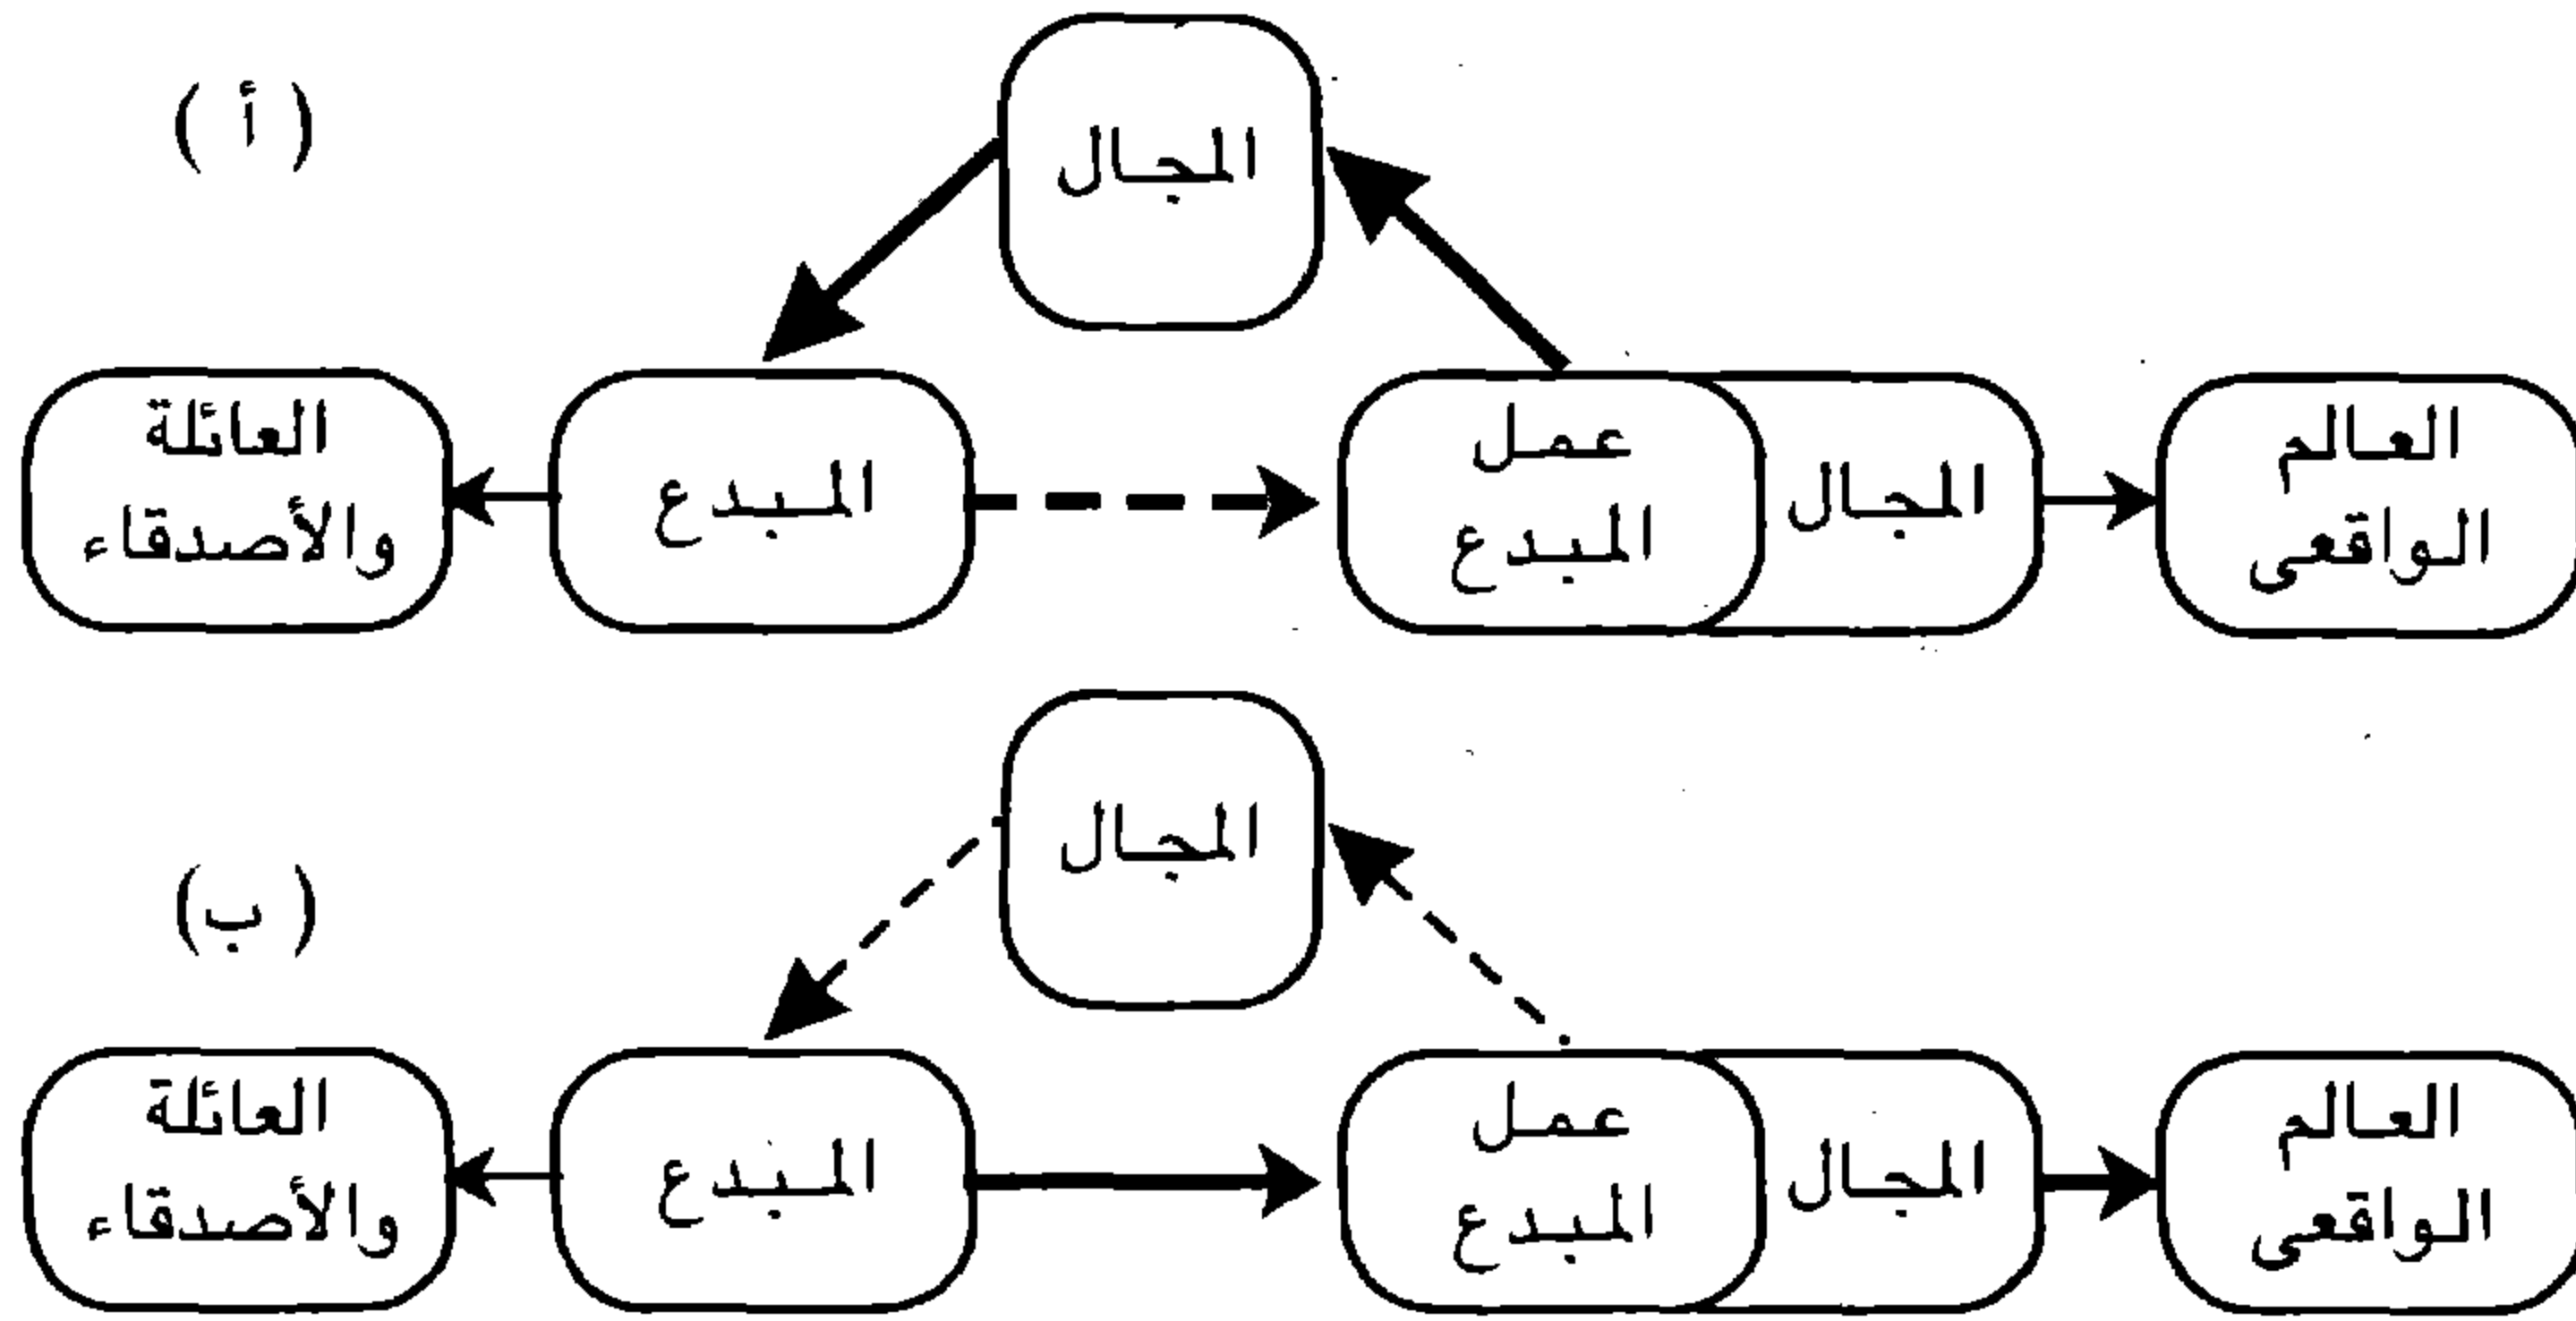 ( أ )
المجال
العائلة
والأصدقاء
المبدع
عمل
المبدع
المجال
العالم
الواقعى
(ب )
المجال
العائلة
والأصدقاء
المبدع
عمل
المبدع
المجال
العالم
الواقعى